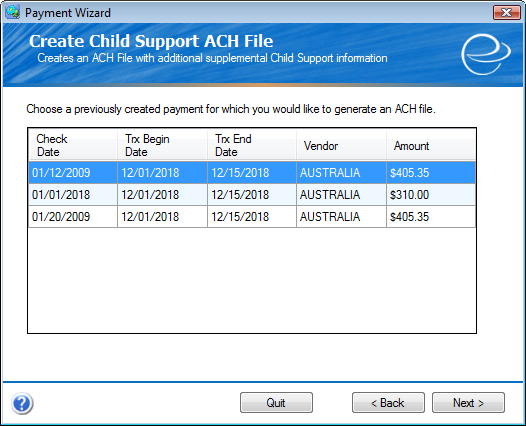 Payment Wizard
Create Child Support ACH File
Creates an ACH File with additional supplemental Child Support information
Choose a previously created payment for which you would like to generate an ACH file.
Check Date Trx Begin Date Trx End Date Vendor Amount
01/12/2009 12/01/2018 12/15/2018 AUSTRALIA $405.35
01/01/2018 12/01/2018 12/15/2018 AUSTRALIA $310.00
01/20/2009 12/01/2018 12/15/2018 AUSTRALIA $405.35
? Quit < Back Next >